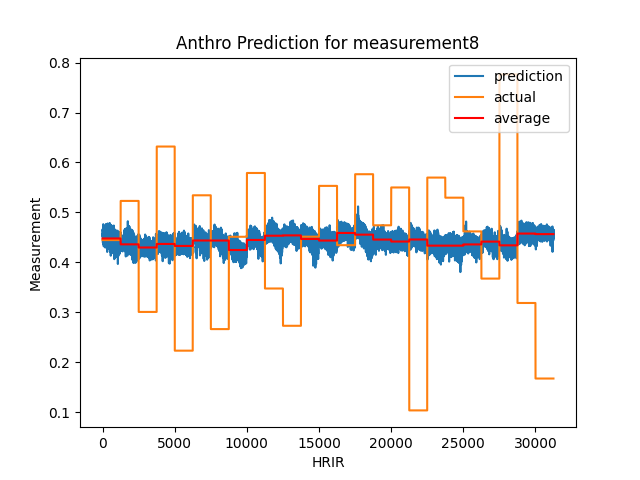 Anthro Prediction for measurement8
prediction
actual
average
Measurement
0.8
0.7
0.6
0.5
0.4
0.3
0.2
0.1
0 5000 10000 15000 20000 25000 30000
HRIR